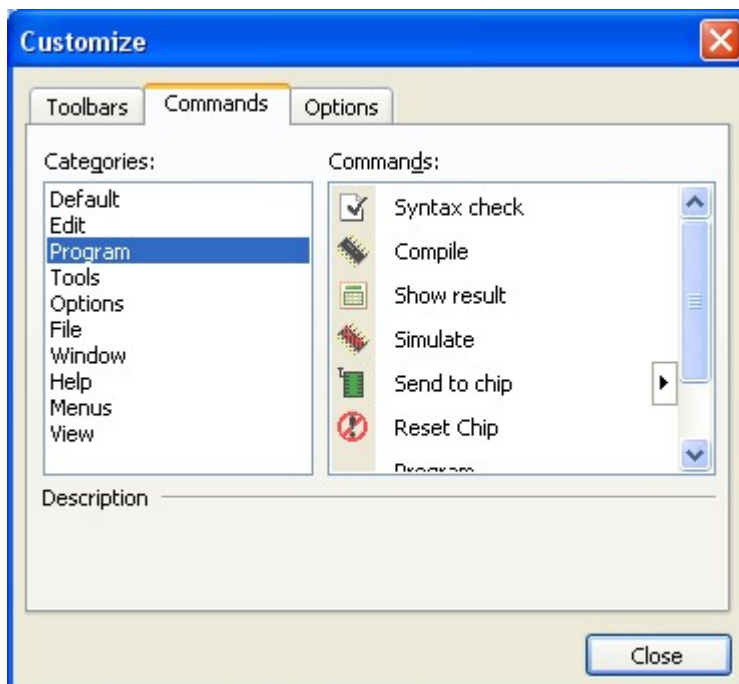 Customize
Toolbars
Commands
Options
Categories:
Default
Edit
Program
Tools
Options
File
Window
Help
Menus
View
Commands:
Syntax check
Compile
Show result
Simulate
Send to chip
Reset Chip
Program
Description
Close